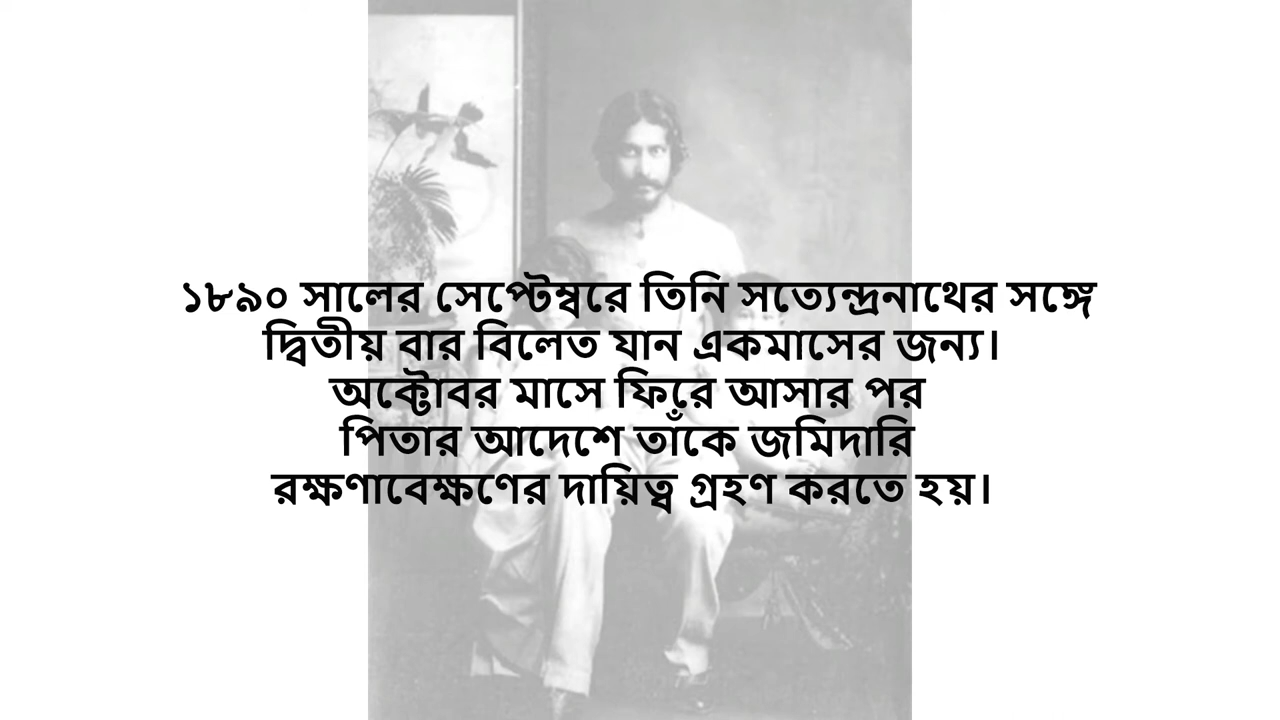 ১৮৯০ সালের সেপ্টেম্বরে তিনি সত্যেন্দ্রনাথের সঙ্গে
দ্বিতীয় বার বিলেত যান একমাসের জন্য।
অক্টোবর মাসে ফিরে আসার পর
পিতার আদেশে তাঁকে জমিদারি
রক্ষণাবেক্ষণের দায়িত্ব গ্রহণ করতে হয়।